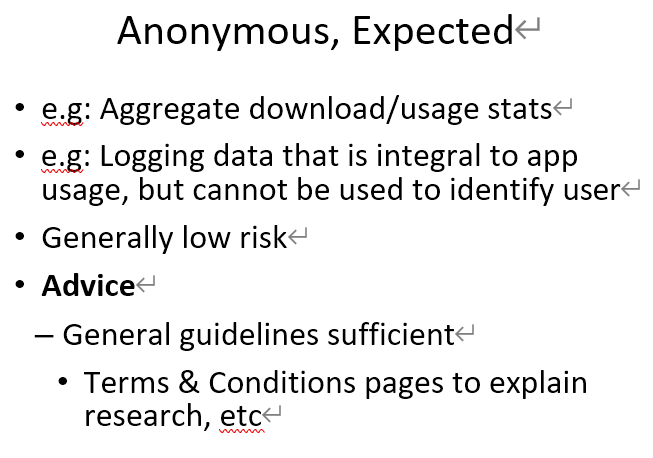 Anonymous, Expected
• e.g: Aggregate download/usage stats
• e.g: Logging data that is integral to app
usage, but cannot be used to identify user
• Generally low risk
• Advice
– General guidelines sufficient
• Terms & Conditions pages to explain
research, etc